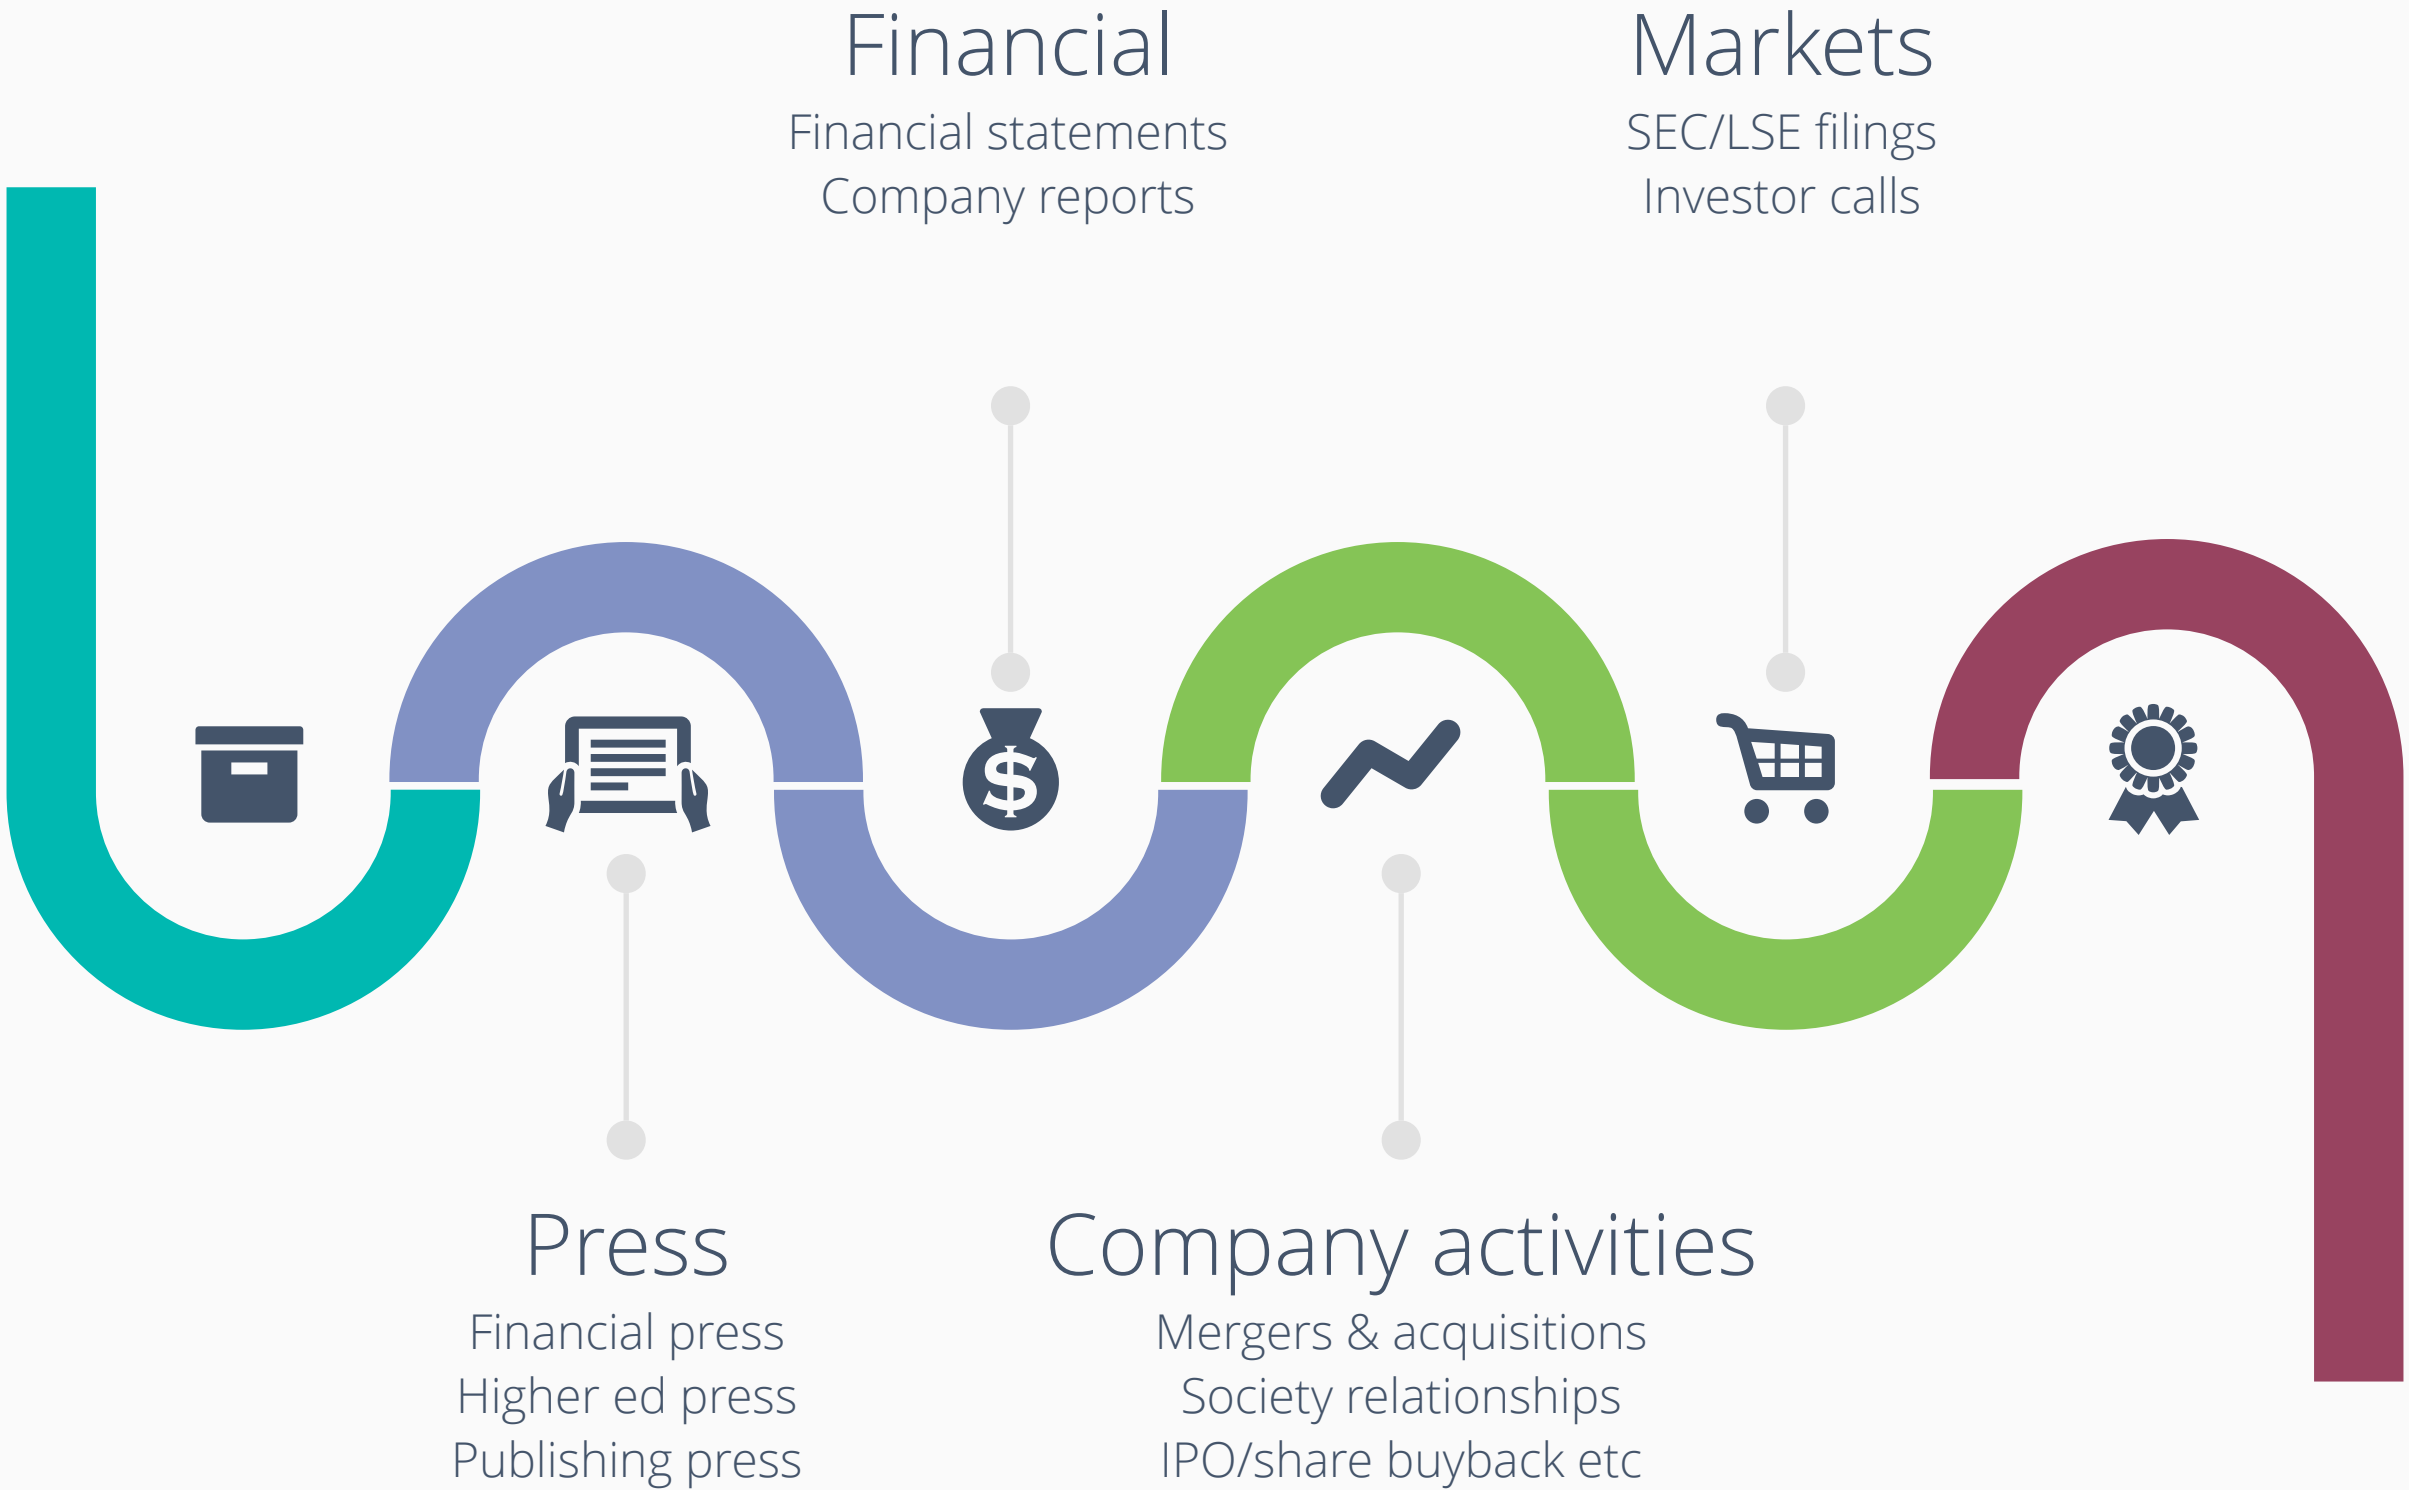 Financial
Financial statements
Company reports
Markets
SEC/LSE filings
Investor calls
$
Press
Financial press
Higher ed press
Publishing press
Company activities
Mergers & acquisitions
Society relationships
IPO/share buyback etc